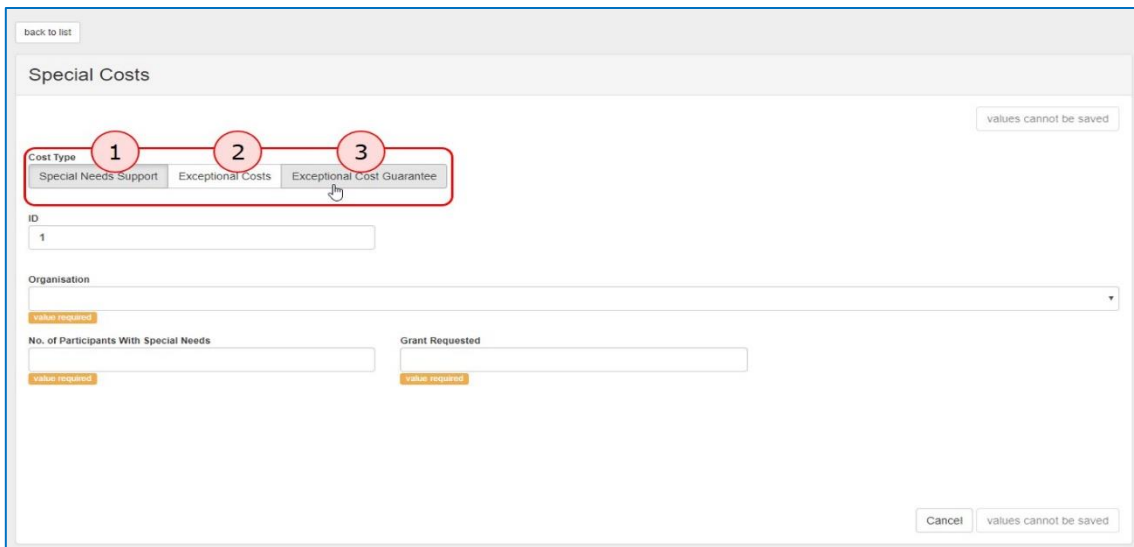 back to list
Special Costs
values cannot be saved
Cost Type
1 2 3
Special Needs Support Exceptional Costs Exceptional Cost Guarantee
ID
1
Organisation
value required
No. of Participants With Special Needs Grant Requested
value required value required
Cancel values cannot be saved